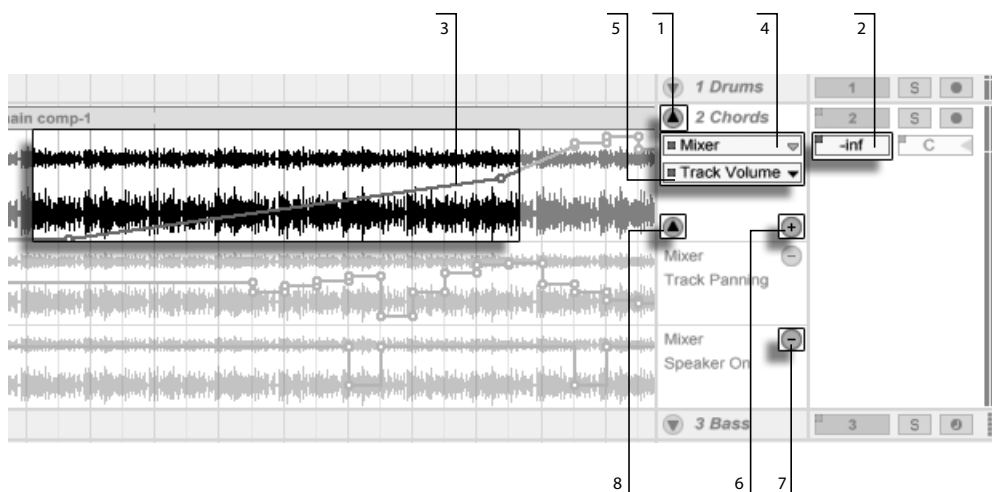 3 5 1 4 2
1 Drums 1 S
ain comp-1 2 Chords 2 S
Mixer -inf C
Track Volume
Mixer
Track Panning
Mixer
Speaker On
3 Bass 3 S
8 6 7